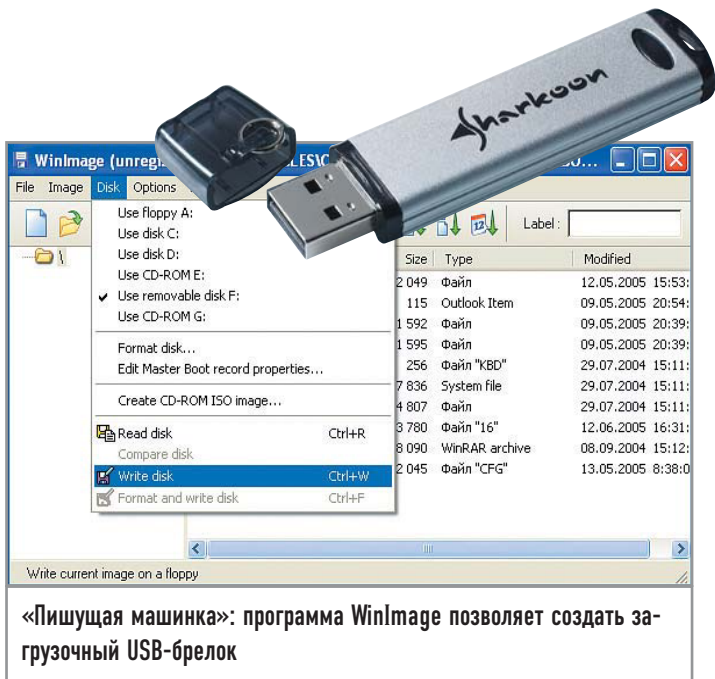 Sharkoon
WinImage (unregi
LES\C
...
File Image Disk Options
Label :
Use floppy A:
Use disk C:
Use disk D:
Use CD-ROM E:
Use removable disk F:
Use CD-ROM G:
Format disk...
Edit Master Boot record properties...
Create CD-ROM ISO image...
Read disk Ctrl+R
Compare disk
Write disk Ctrl+W
Format and write disk Ctrl+F
\
Size Type Modified
2 049 Файл 12.05.2005 15:53:
115 Outlook Item 09.05.2005 20:54:
1 592 Файл 09.05.2005 20:39:
1 595 Файл 09.05.2005 20:39:
256 Файл "KBD" 29.07.2004 15:11:
7 836 System file 29.07.2004 15:11:
4 807 Файл 29.07.2004 15:11:
3 780 Файл "16" 12.06.2005 16:31:
8 090 WinRAR archive 08.09.2004 15:12:
2 045 Файл "CFG" 13.05.2005 8:38:0
Write current image on a floppy
«Пишущая машинка»: программа WinImage позволяет создать за-
грузочный USB-брелок